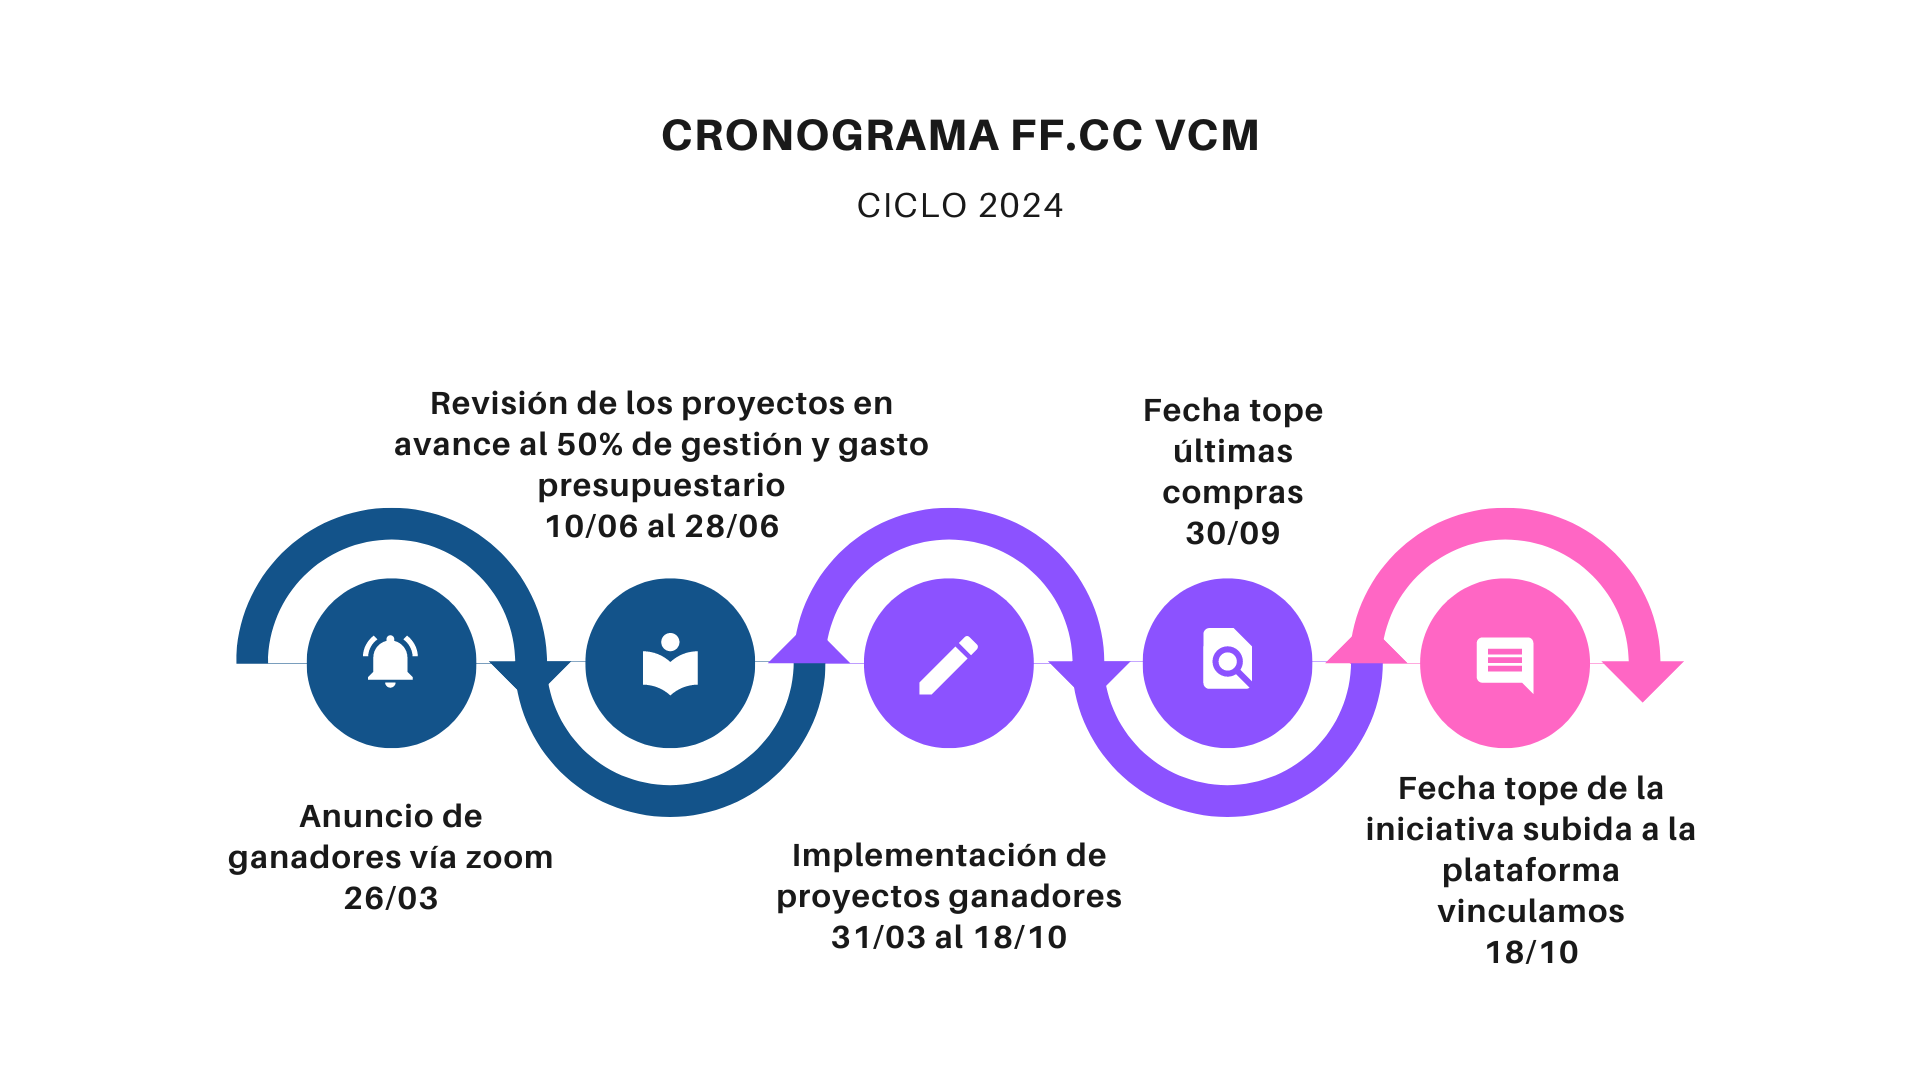 CRONOGRAMA FF.CC VCM
CICLO 2024
Anuncio de
ganadores vía zoom
26/03
Revisión de los proyectos en
avance al 50% de gestión y gasto
presupuestario
10/06 al 28/06
Implementación de
proyectos ganadores
31/03 al 18/10
Fecha tope
últimas
compras
30/09
Fecha tope de la
iniciativa subida a la
plataforma
vinculamos
18/10